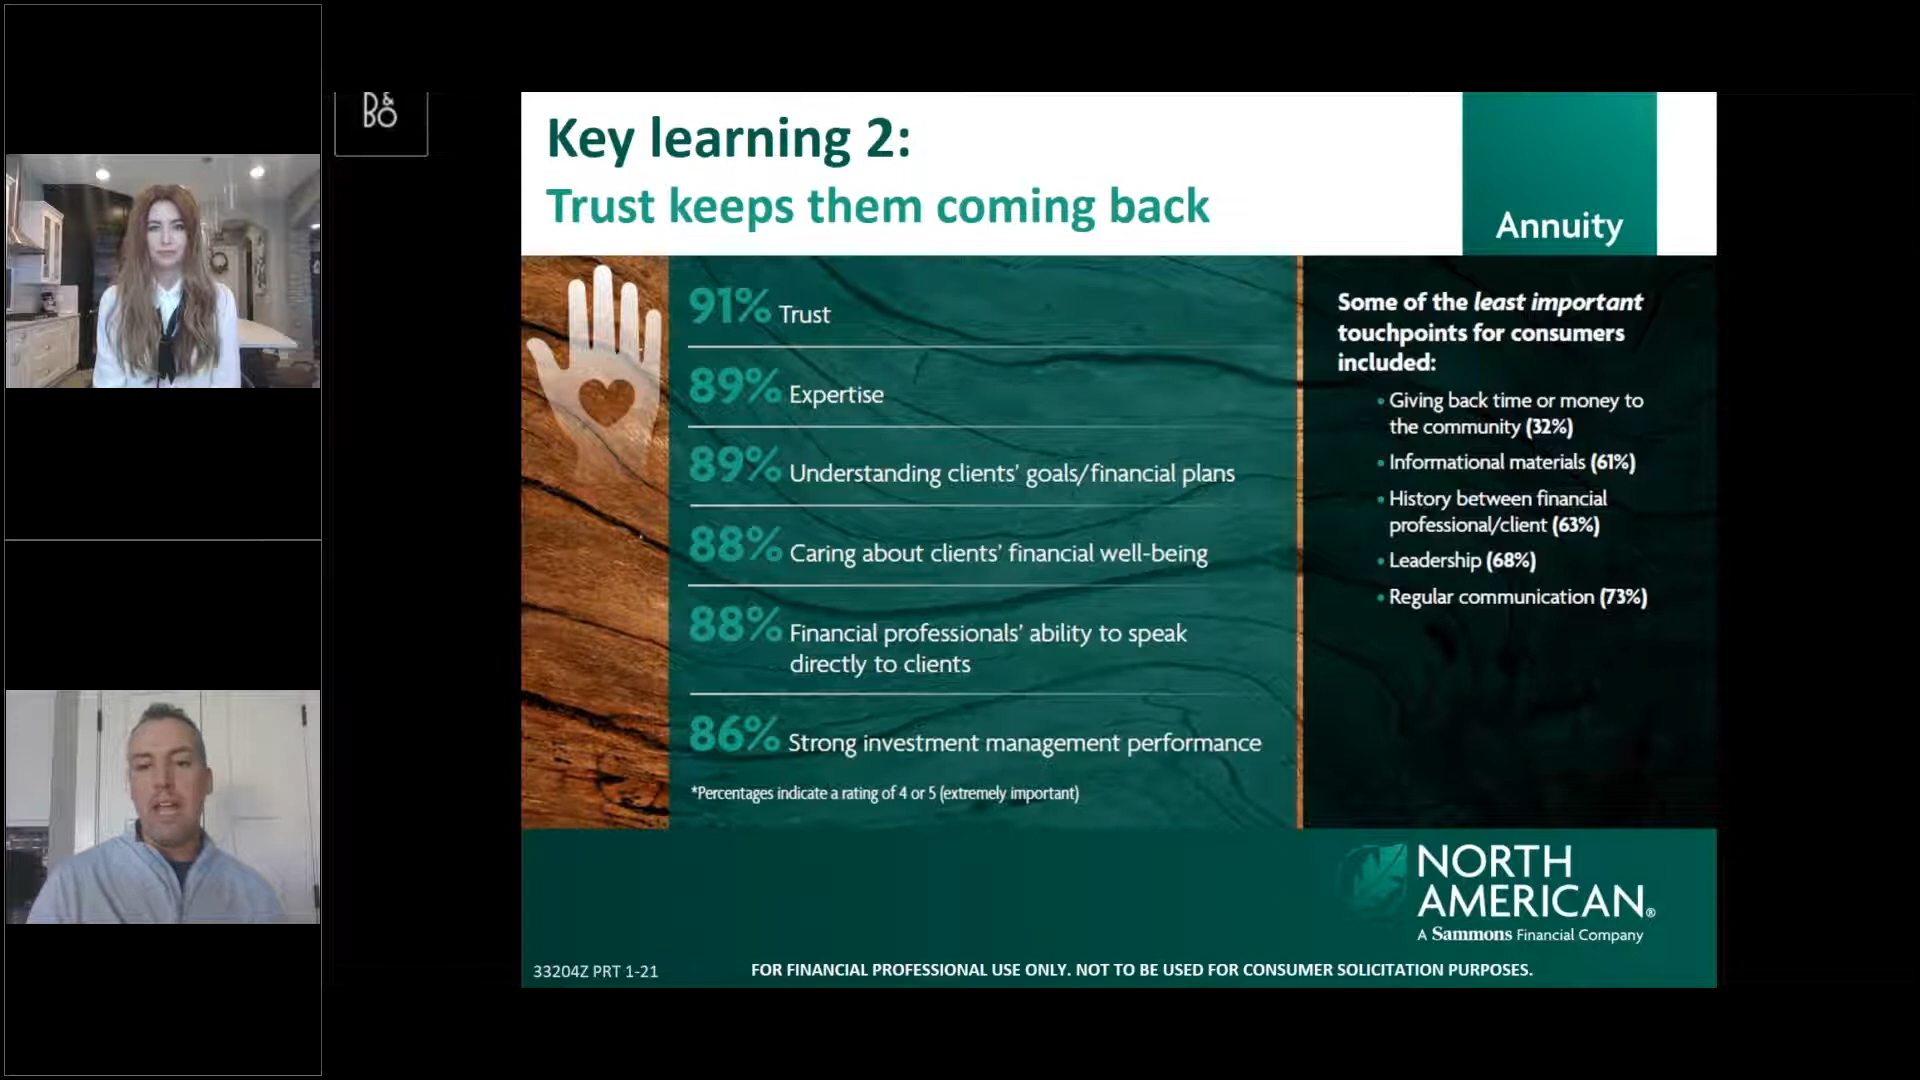 B&
BO
Key learning 2:
Trust keeps them coming back
Annuity
91% Trust
89% Expertise
89% Understanding clients' goals/financial plans
88% Caring about clients' financial well-being
88% Financial professionals' ability to speak
directly to clients
86% Strong investment management performance
*Percentages indicate a rating of 4 or 5 (extremely important)
Some of the least important
touchpoints for consumers
included:
• Giving back time or money to
the community (32%)
• Informational materials (61%)
• History between financial
professional/client (63%)
• Leadership (68%)
• Regular communication (73%)
NORTH
AMERICAN®
A Sammons Financial Company
33204Z PRT 1-21
FOR FINANCIAL PROFESSIONAL USE ONLY. NOT TO BE USED FOR CONSUMER SOLICITATION PURPOSES.